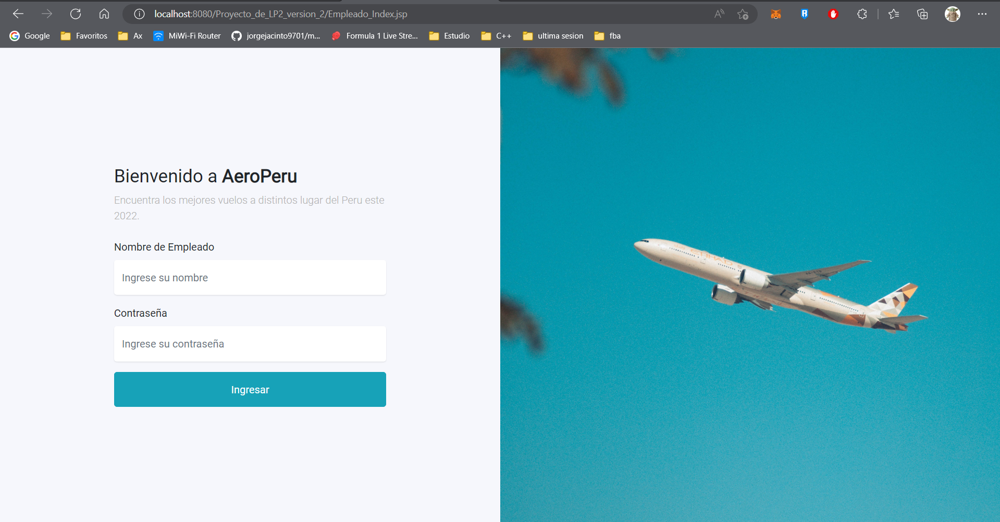 localhost:8080/Proyecto_de_LP2_version_2/Empleado_Index.jsp
Google Favoritos Ax MiWi-Fi Router jorgejacinto9701/m... Formula 1 Live Stre... Estudio C++ ultima sesion fba
Bienvenido a AeroPeru
Encuentra los mejores vuelos a distintos lugar del Peru este
2022.
Nombre de Empleado
Ingrese su nombre
Contraseña
Ingrese su contraseña
Ingresar
ETIHAD